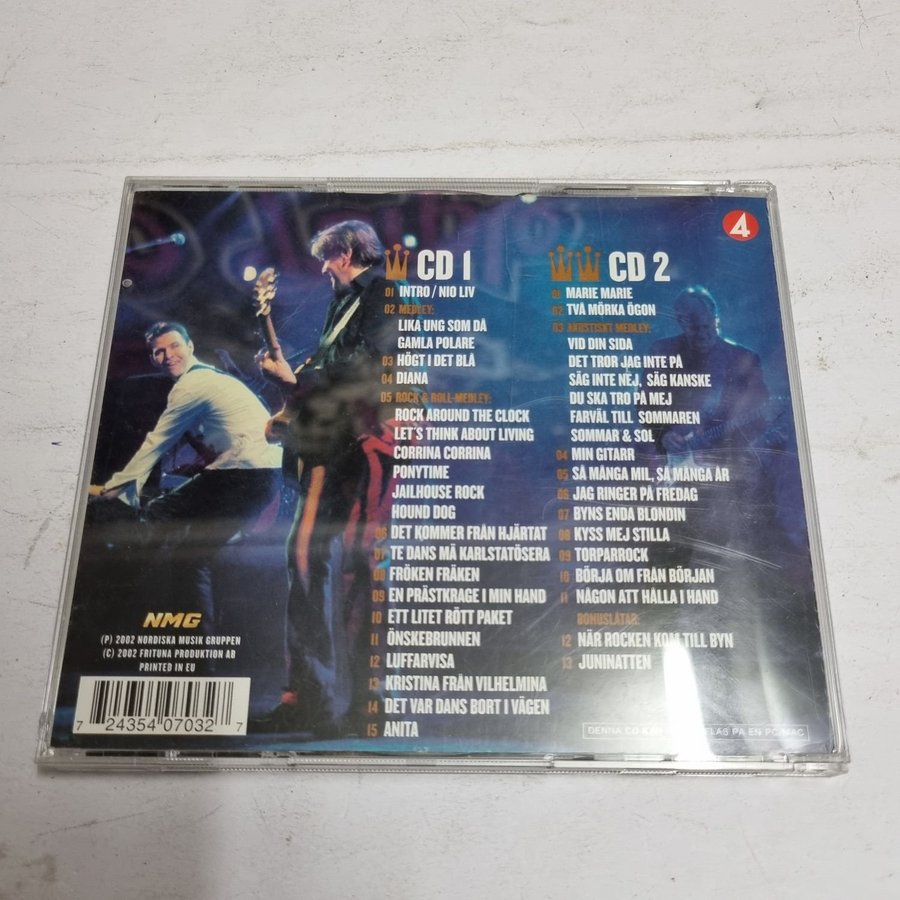 4
CD 1
01 INTRO / NIO LIV
02 MEDLEY:
LIKA UNG SOM DÅ
GAMLA POLARE
03 HÖGT I DET BLÅ
04 DIANA
05 ROCK & ROLL-MEDLEY:
ROCK AROUND THE CLOCK
LET'S THINK ABOUT LIVING
CORRINA CORRINA
PONYTIME
JAILHOUSE ROCK
HOUND DOG
06 DET KOMMER FRÅN HJÄRTAT
07 TE DANS MÄ KARLSTATÖSERA
08 FRÖKEN FRÄKEN
09 EN PRÄSTKRAGE I MIN HAND
10 ETT LITET RÖTT PAKET
11 ÖNSKEBRUNNEN
12 LUFFARVISA
13 KRISTINA FRÅN VILHELMINA
14 DET VAR DANS BORT I VÄGEN
15 ANITA
CD 2
01 MARIE MARIE
02 TVÅ MÖRKA ÖGON
03 AKUSTISKT MEDLEY:
VID DIN SIDA
DET TROR JAG INTE PÅ
SÄG INTE NEJ, SÄG KANSKE
DU SKA TRO PÅ MEJ
FARVÄL TILL SOMMAREN
SOMMAR & SOL
04 MIN GITARR
05 SÅ MÅNGA MIL, SÅ MÅNGA ÅR
06 JAG RINGER PÅ FREDAG
07 BYNS ENDA BLONDIN
08 KYSS MEJ STILLA
09 TORPARROCK
10 BÖRJA OM FRÅN BÖRJAN
11 NÅGON ATT HÅLLA I HAND
BONUSLÅTAR:
12 NÄR ROCKEN KOM TILL BYN
13 JUNINATTEN
NMG
(P) 2002 NORDISKA MUSIK GRUPPEN
(C) 2002 FRITUNA PRODUKTION AB
PRINTED IN EU
7 24354 07032 7
DENNA CD KAN PÅ EN PC/MAC